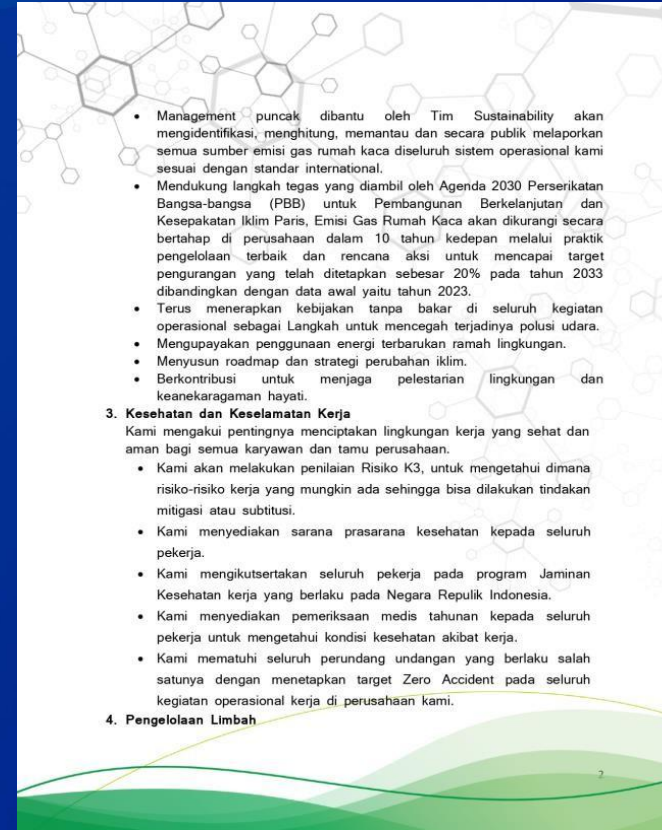 • Management puncak dibantu oleh Tim Sustainability akan
mengidentifikasi, menghitung, memantau dan secara publik melaporkan
semua sumber emisi gas rumah kaca diseluruh sistem operasional kami
sesuai dengan standar international.
• Mendukung langkah tegas yang diambil oleh Agenda 2030 Perserikatan
Bangsa-bangsa (PBB) untuk Pembangunan Berkelanjutan dan
Kesepakatan Iklim Paris, Emisi Gas Rumah Kaca akan dikurangi secara
bertahap di perusahaan dalam 10 tahun kedepan melalui praktik
pengelolaan terbaik dan rencana aksi untuk mencapai target
pengurangan yang telah ditetapkan sebesar 20% pada tahun 2033
dibandingkan dengan data awal yaitu tahun 2023.
• Terus menerapkan kebijakan tanpa bakar di seluruh kegiatan
operasional sebagai Langkah untuk mencegah terjadinya polusi udara.
• Mengupayakan penggunaan energi terbarukan ramah lingkungan.
• Menyusun roadmap dan strategi perubahan iklim.
• Berkontribusi untuk menjaga pelestarian lingkungan dan
keanekaragaman hayati.
3. Kesehatan dan Keselamatan Kerja
Kami mengakui pentingnya menciptakan lingkungan kerja yang sehat dan
aman bagi semua karyawan dan tamu perusahaan.
• Kami akan melakukan penilaian Risiko K3, untuk mengetahui dimana
risiko-risiko kerja yang mungkin ada sehingga bisa dilakukan tindakan
mitigasi atau subtitusi.
• Kami menyediakan sarana prasarana kesehatan kepada seluruh
pekerja.
• Kami mengikutsertakan seluruh pekerja pada program Jaminan
Kesehatan kerja yang berlaku pada Negara Repulik Indonesia.
• Kami menyediakan pemeriksaan medis tahunan kepada seluruh
pekerja untuk mengetahui kondisi kesehatan akibat kerja.
• Kami mematuhi seluruh perundang undangan yang berlaku salah
satunya dengan menetapkan target Zero Accident pada seluruh
kegiatan operasional kerja di perusahaan kami.
4. Pengelolaan Limbah
2